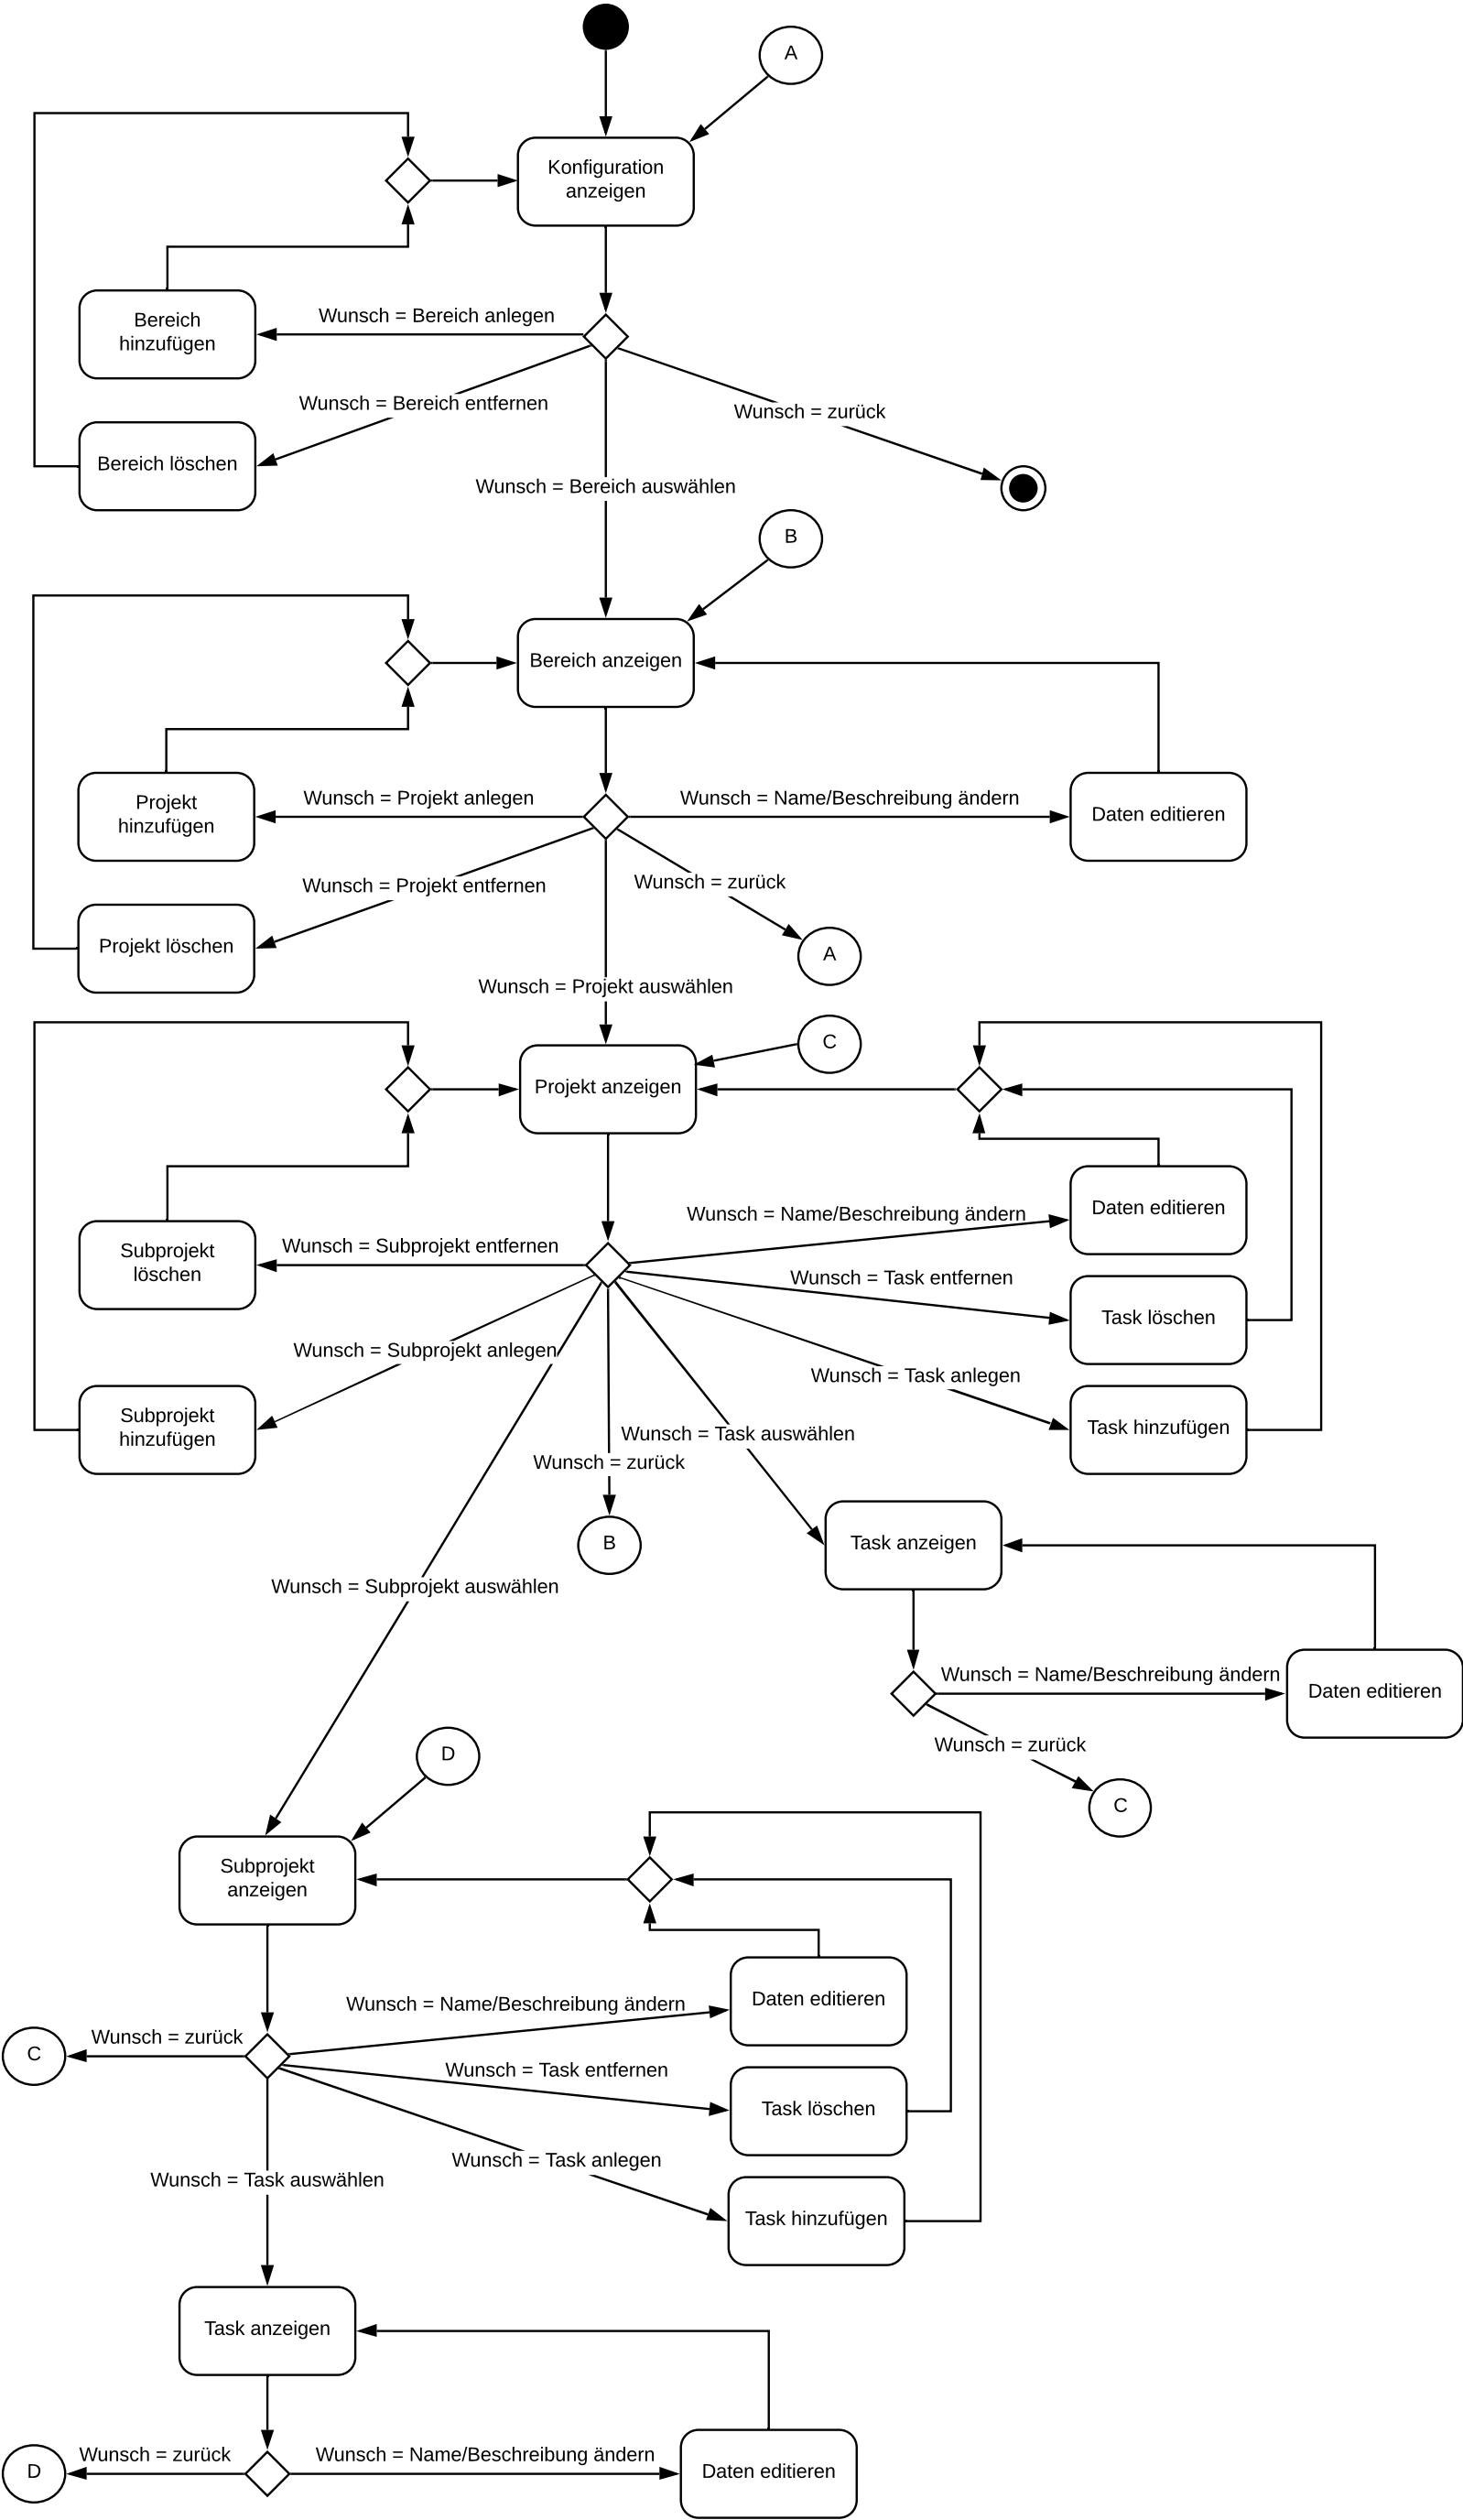 A
Konfiguration
anzeigen
Bereich
hinzufügen
Wunsch = Bereich anlegen
Wunsch = Bereich entfernen
Wunsch = zurück
Bereich löschen
Wunsch = Bereich auswählen
B
Bereich anzeigen
Projekt
hinzufügen
Wunsch = Projekt anlegen
Wunsch = Name/Beschreibung ändern
Daten editieren
Wunsch = Projekt entfernen
Wunsch = zurück
Projekt löschen
A
Wunsch = Projekt auswählen
C
Projekt anzeigen
Daten editieren
Wunsch = Name/Beschreibung ändern
Subprojekt
löschen
Wunsch = Subprojekt entfernen
Wunsch = Task entfernen
Task löschen
Wunsch = Subprojekt anlegen
Wunsch = Task anlegen
Subprojekt
hinzufügen
Task hinzufügen
Wunsch = Task auswählen
Wunsch = zurück
B
Task anzeigen
Wunsch = Subprojekt auswählen
Wunsch = Name/Beschreibung ändern
Daten editieren
Wunsch = zurück
D
C
Subprojekt
anzeigen
Daten editieren
Wunsch = Name/Beschreibung ändern
Wunsch = zurück
C
Wunsch = Task entfernen
Task löschen
Wunsch = Task anlegen
Wunsch = Task auswählen
Task hinzufügen
Task anzeigen
Wunsch = zurück
Wunsch = Name/Beschreibung ändern
D
Daten editieren